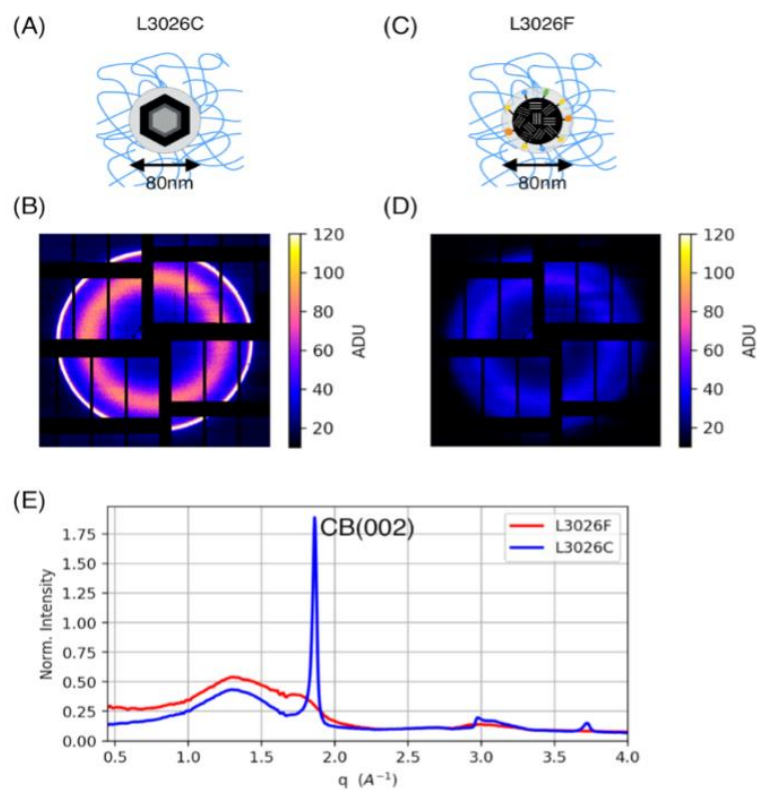 (A) L3026C (C) L3026F
80nm 80nm
(B) (D)
120 120
100 100
80 80
60 60
40 40
20 20
ADU ADU
(E)
CB(002)
L3026F
L3026C
1.75
1.50
1.25
1.00
0.75
0.50
0.25
0.00
Norm. Intensity
0.5 1.0 1.5 2.0 2.5 3.0 3.5 4.0
q (A⁻¹)